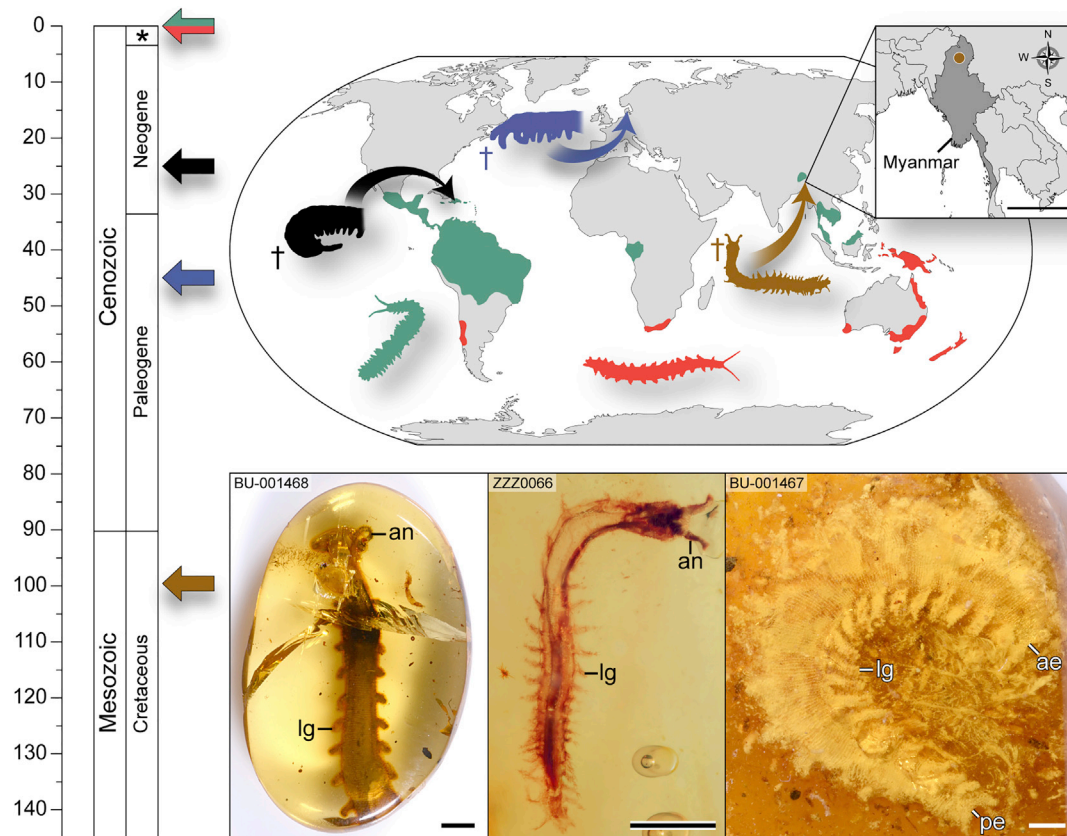 0
10
20
30
40
50
60
70
80
90
100
110
120
130
140
Cenozoic
Mesozoic
*
Neogene
Paleogene
Cretaceous
†
†
†
N
W
S
Myanmar
BU-001468
an
lg
ZZZ0066
an
lg
BU-001467
lg
ae
pe